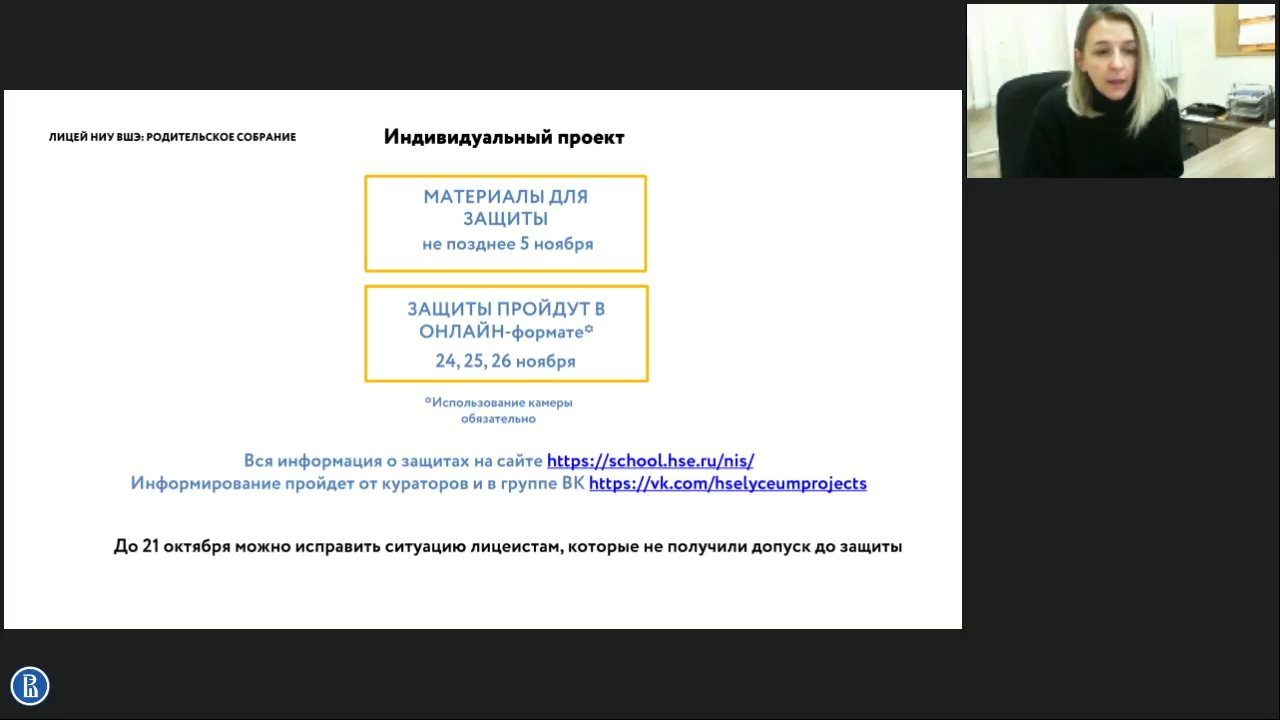 ЛИЦЕЙ НИУ ВШЭ: РОДИТЕЛЬСКОЕ СОБРАНИЕ
Индивидуальный проект
МАТЕРИАЛЫ ДЛЯ
ЗАЩИТЫ
не позднее 5 ноября
ЗАЩИТЫ ПРОЙДУТ В
ОНЛАЙН-формате*
24, 25, 26 ноября
*Использование камеры
обязательно
Вся информация о защитах на сайте https://school.hse.ru/nis/
Информирование пройдет от кураторов и в группе ВК https://vk.com/hselyceumprojects
До 21 октября можно исправить ситуацию лицеистам, которые не получили допуск до защиты